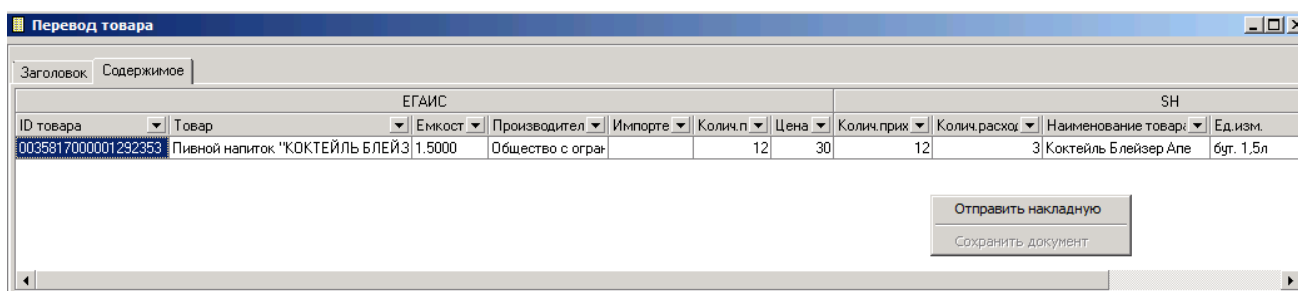 Перевод товара
Заголовок Содержимое
ЕГАИС SH
ID товара Товар Емкост Производител Импорте Колич.п Цена Колич.прих Колич.расхо Наименование товар Ед.изм.
0035817000001292353 Пивной напиток "КОКТЕЙЛЬ БЛЕЙЗ 1.5000 Общество с огран 12 30 12 3 Коктейль Блейзер Апе бут. 1,5л
Отправить накладную
Сохранить документ